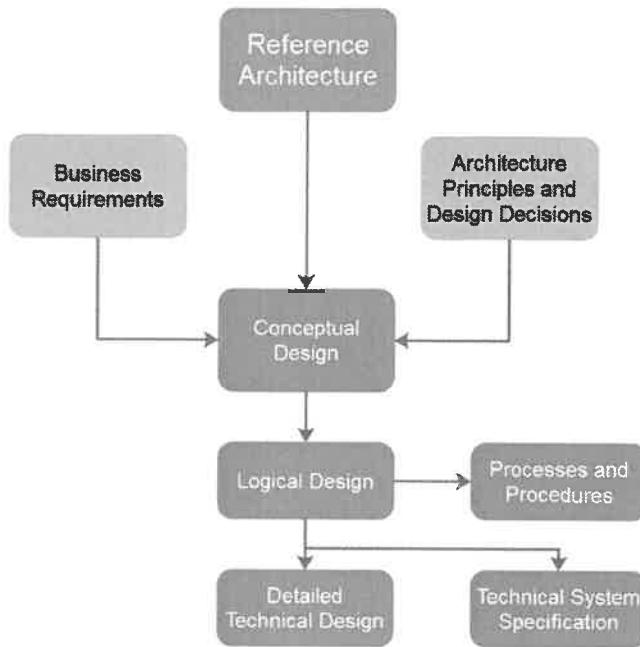 Reference
Architecture
Business
Requirements
Architecture
Principles and
Design Decisions
Conceptual
Design
Logical Design
Processes and
Procedures
Detailed
Technical Design
Technical System
Specification